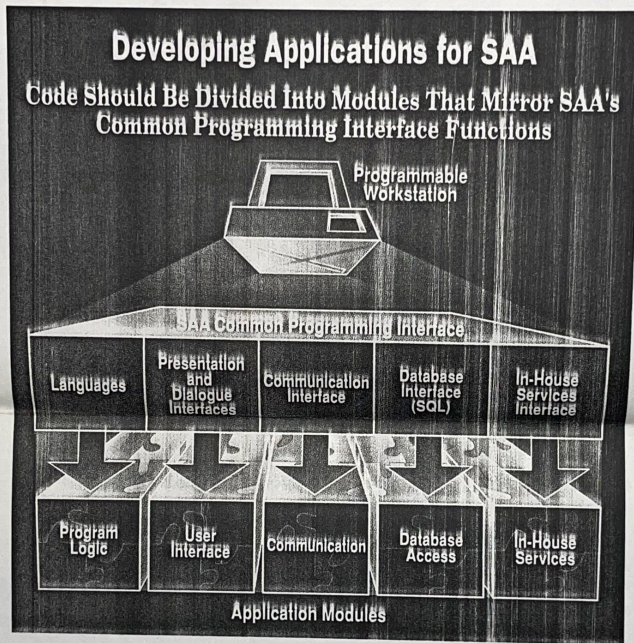 Developing Applications for SAA
Code Should Be Divided Into Modules That Mirror SAA's
Common Programming Interface Functions
Programmable
Workstation
SAA Common Programming Interface
Languages
Presentation
and
Dialogue
Interfaces
Communication
Interface
Database
Interface
(SQL)
In-House
Services
Interface
Program
Logic
User
Interface
Communication
Database
Access
In-House
Services
Application Modules